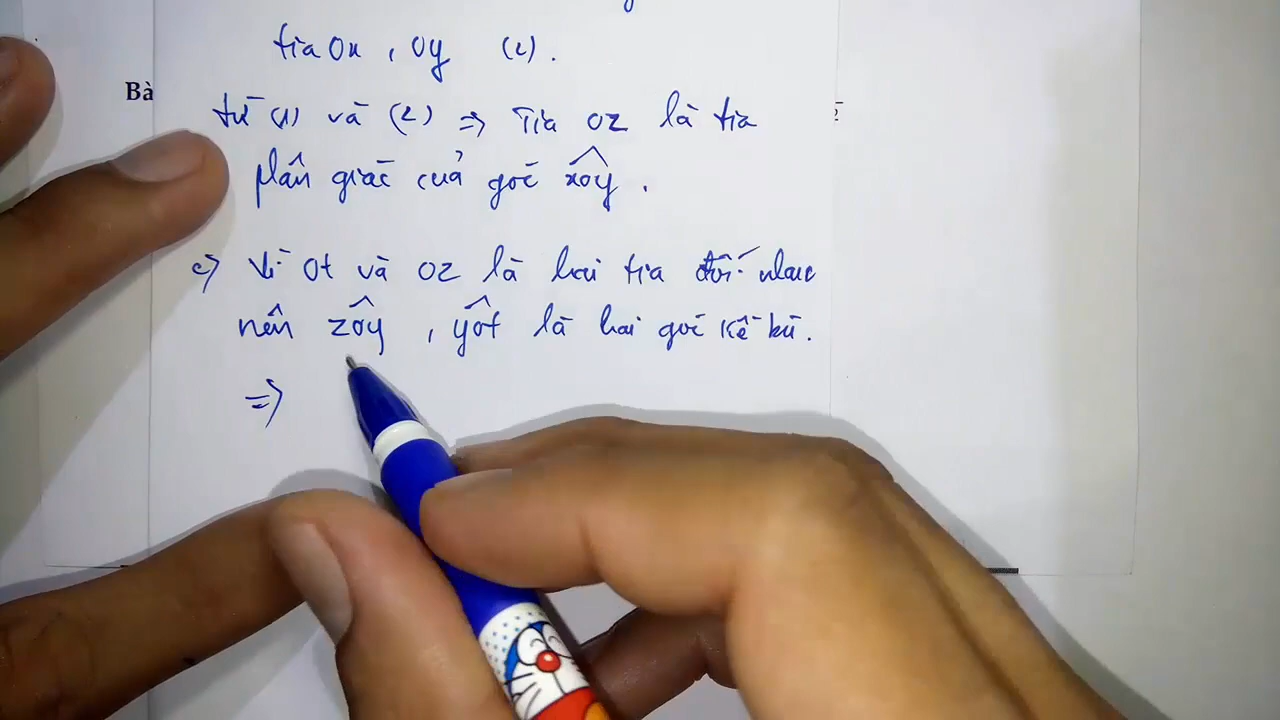 tia Ox , Oy (2).
Bà
từ (1) và (2) => Tia OZ là tia
phân giác của góc xOy .
c) Vì Ot và OZ là hai tia đối nhau
nên zOy , yOt là hai góc kề bù.
=>